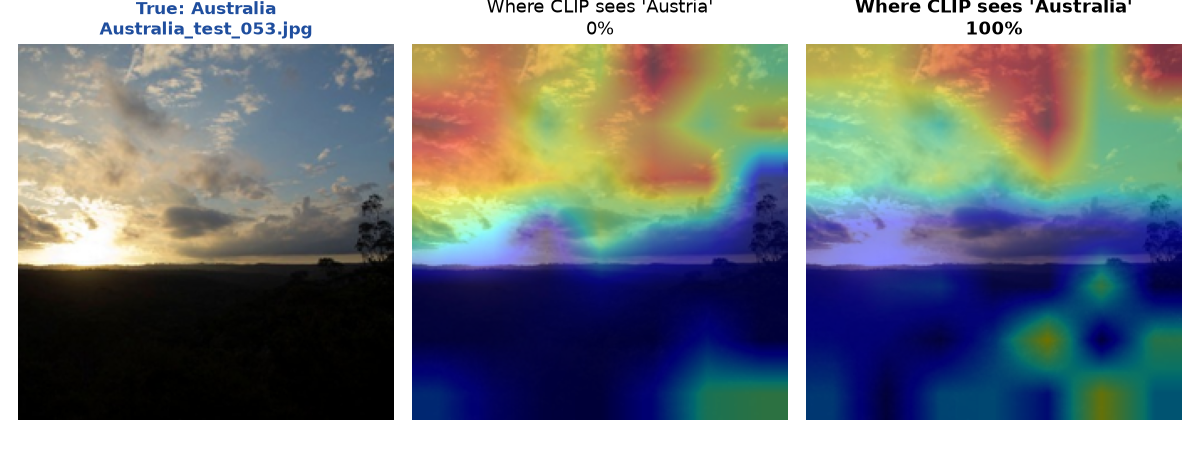 True: Australia
Australia_test_053.jpg
Where CLIP sees 'Austria'
0%
Where CLIP sees 'Australia'
100%